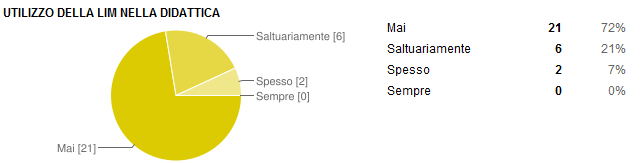 UTILIZZO DELLA LIM NELLA DIDATTICA
Saltuariamente [6]
Spesso [2]
Sempre [0]
Mai [21]
Mai 21 72%
Saltuariamente 6 21%
Spesso 2 7%
Sempre 0 0%